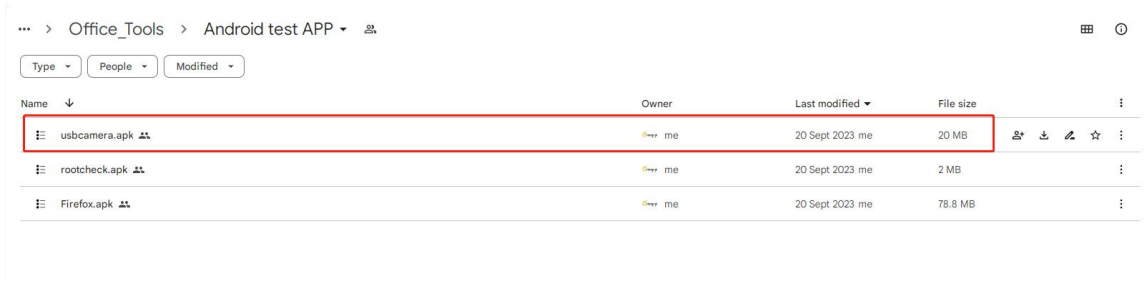 ... > Office_Tools > Android test APP
Type People Modified
Name Owner Last modified File size
usbcamera.apk me 20 Sept 2023 me 20 MB
rootcheck.apk me 20 Sept 2023 me 2 MB
Firefox.apk me 20 Sept 2023 me 78.8 MB